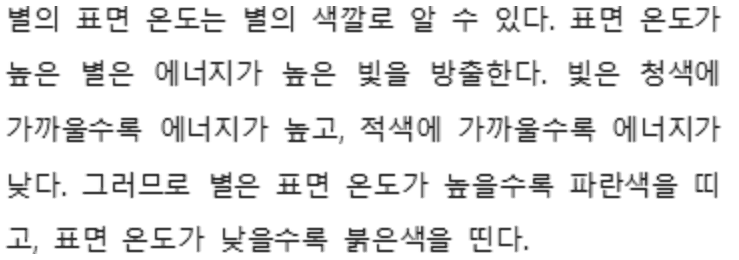 별의 표면 온도는 별의 색깔로 알 수 있다. 표면 온도가
높은 별은 에너지가 높은 빛을 방출한다. 빛은 청색에
가까울수록 에너지가 높고, 적색에 가까울수록 에너지가
낮다. 그러므로 별은 표면 온도가 높을수록 파란색을 띠
고, 표면 온도가 낮을수록 붉은색을 띤다.